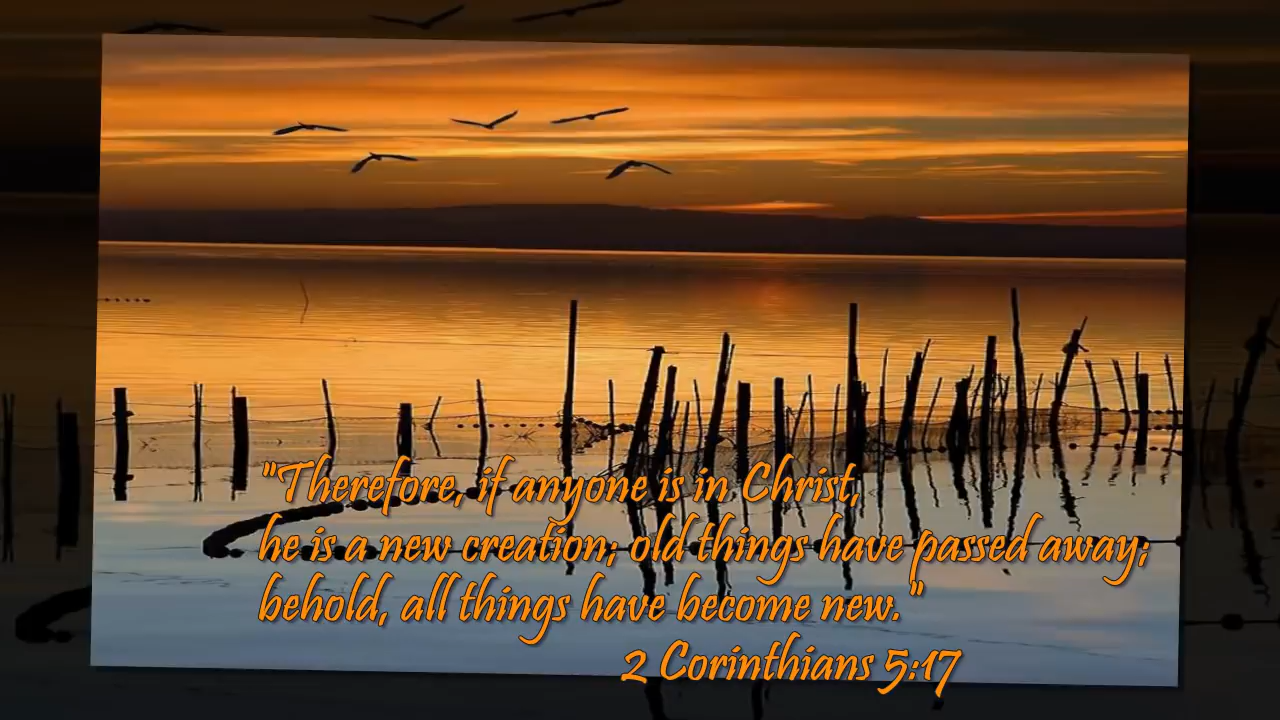 "Therefore, if anyone is in Christ,
he is a new creation; old things have passed away;
behold, all things have become new."
2 Corinthians 5:17